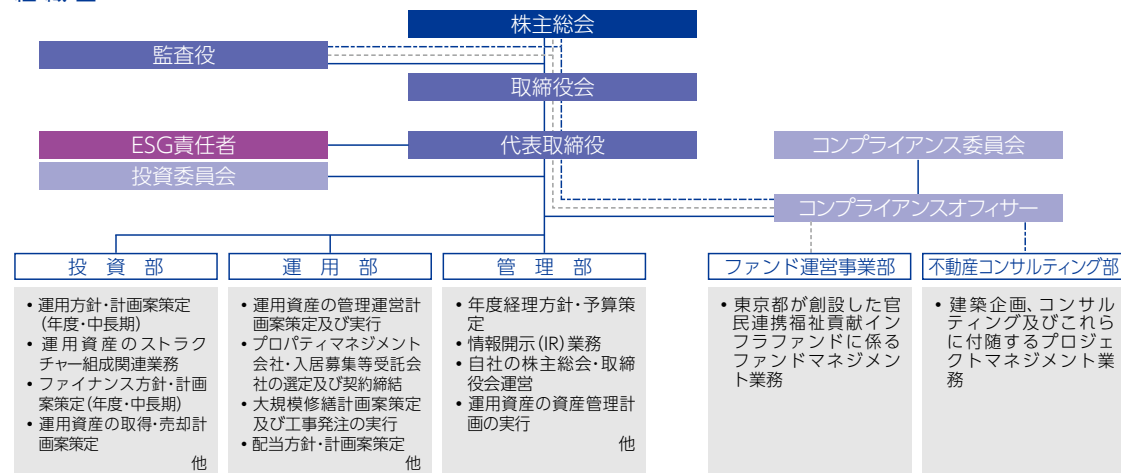 株主総会
監査役
取締役会
ESG責任者
代表取締役
コンプライアンス委員会
投資委員会
コンプライアンスオフィサー
投資部
運用部
管理部
ファンド運営事業部
不動産コンサルティング部
• 運用方針・計画案策定
(年度・中長期)
• 運用資産のストラク
チャー組成関連業務
• ファイナンス方針・計画
案策定(年度・中長期)
• 運用資産の取得・売却計
画案策定
他
• 運用資産の管理運営計
画案策定及び実行
• プロパティマネジメント
会社・入居募集等受託会
社の選定及び契約締結
• 大規模修繕計画案策定
及び工事発注の実行
• 配当方針・計画案策定
他
• 年度経理方針・予算策
定
• 情報開示(IR)業務
• 自社の株主総会・取締
役会運営
• 運用資産の資産管理計
画の実行
他
• 東京都が創設した官
民連携福祉貢献イン
フラファンドに係る
ファンドマネジメン
ト業務
• 建築企画、コンサル
ティング及びこれら
に付随するプロジェ
クトマネジメント業
務